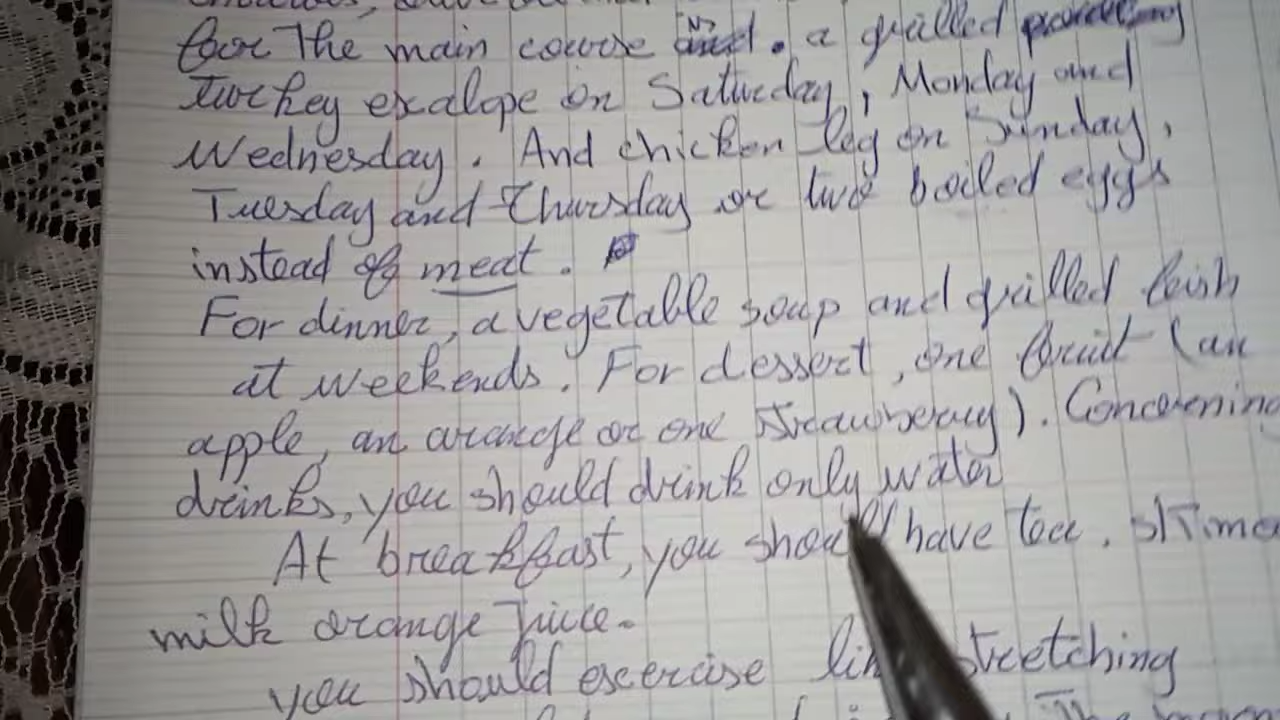 for The main course is. a grilled
turkey escalope on Saturday, Monday and
Wednesday. And chicken leg on Sunday,
Tuesday and Thursday or two boiled eggs
instead of meat.
For dinner, a vegetable soup and grilled fish
at weekends. For dessert, one fruit (an
apple, an orange or one strawberry). Concerning
drinks, you should drink only water
At breakfast, you should have tea, sTimes
milk orange Juice.
you should exercise like stretching